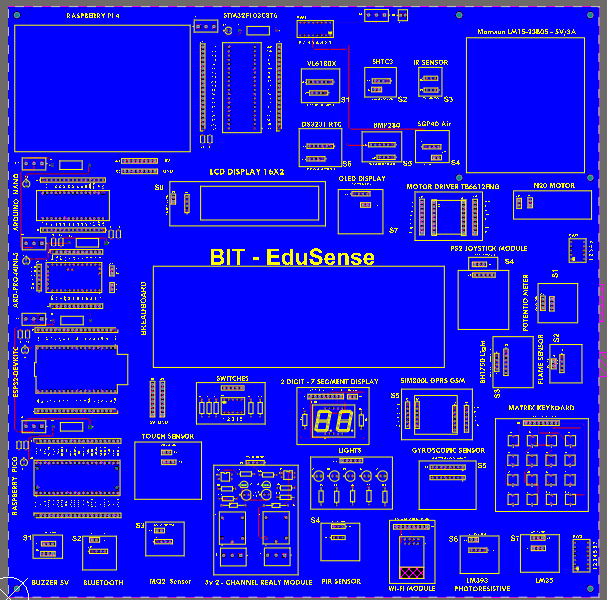 RASPBERRY PI 4
STM32F103C8T6
Mornsun LM15-23B05 - 5V/3A
VL6180X
SHTC3
IR SENSOR
S1
S2
S3
DS3231 RTC
BMP280
SGP40 Air
S6
S5
S4
LCD DISPLAY 16X2
OLED DISPLAY
MOTOR DRIVER TB6612FNG
N20 MOTOR
S8
S7
ARDUINO NANO
BIT - EduSense
PS2 JOYSTICK MODULE
S4
S1
POTENTIO METER
BREADBOARD
ESP32-DEVKITC
BH1750 Light
S3
FLAME SENSOR
S2
SWITCHES
2 DIGIT - 7 SEGMENT DISPLAY
SIM800L GPRS GSM
S5
MATRIX KEYBOARD
5V GND
TOUCH SENSOR
LIGHTS
GYROSCOPIC SENSOR
S5
RASPBERRY PICO
S1
S2
S3
S4
S6
S7
BUZZER 5V
BLUETOOTH
MQ2 Sensor
5v 2 - CHANNEL REALY MODULE
PIR SENSOR
WI-FI MODULE
LM393
PHOTORESISTIVE
LM35